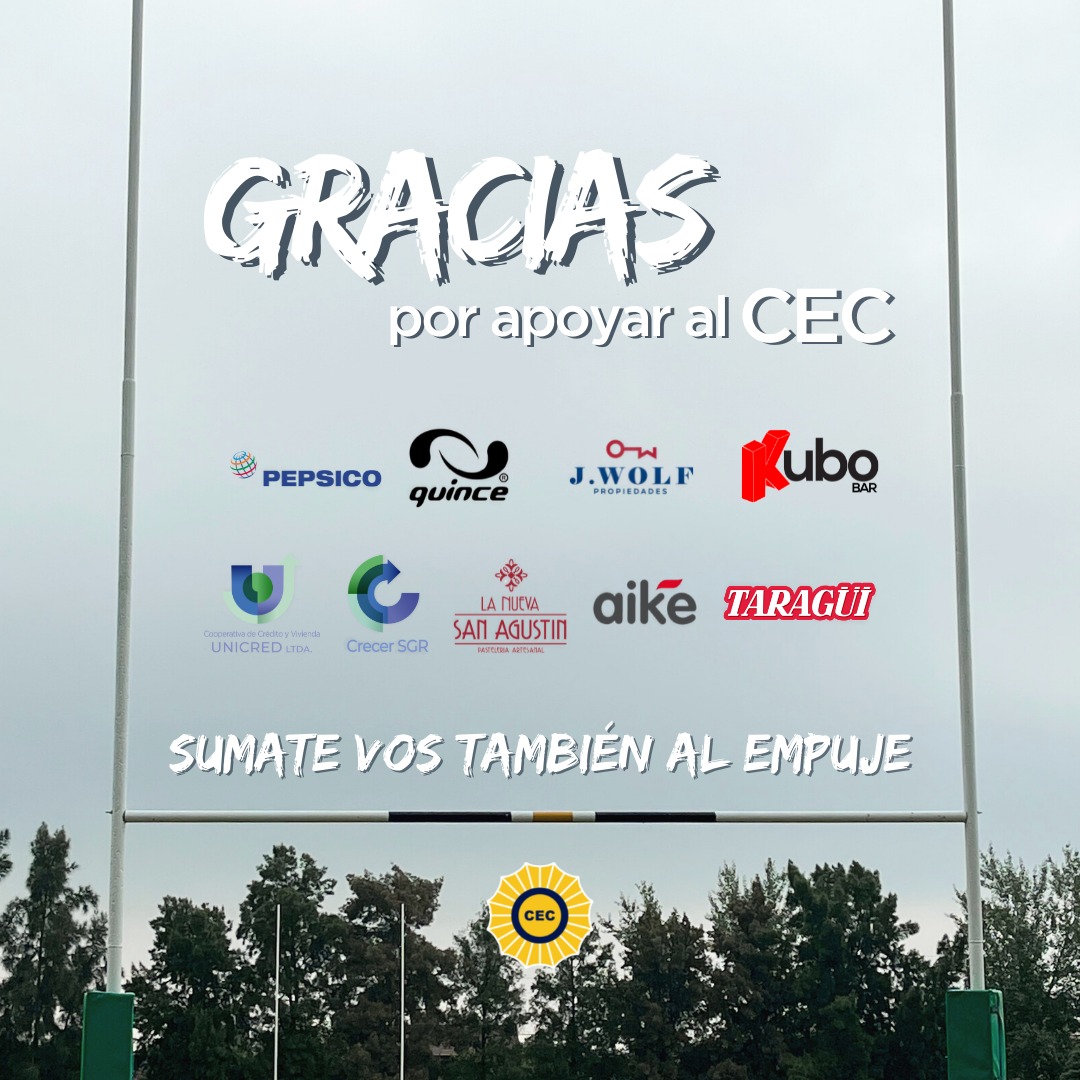 GRACIAS
por apoyar al CEC
PEPSICO
quince®
J.WOLF
PROPIEDADES
Kubo
BAR
Cooperativa de Crédito y Vivienda
UNICRED LTDA.
Crecer SGR
LA NUEVA
SAN AGUSTIN
PASTELERIA ARTESANAL
aike
TARAGÜI
SUMATE VOS TAMBIÉN AL EMPUJE
CEC